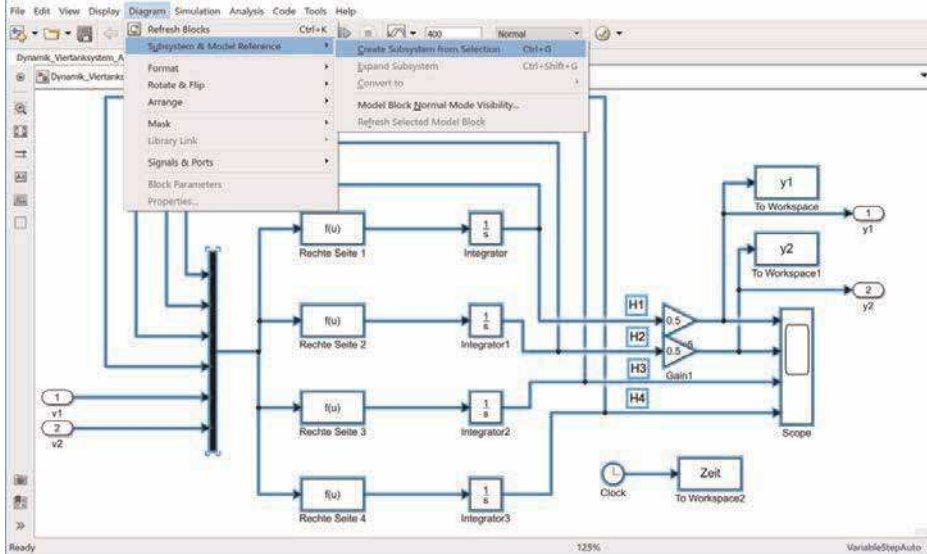 File Edit View Display Diagram Simulation Analysis Code Tools Help
Refresh Blocks Ctrl+K
400 Normal
Subsystem & Model Reference
Create Subsystem from Selection Ctrl+G
Dynamik_Viertanksystem_A
Expand Subsystem Ctrl+Shift+G
Format
Dynamik_Viertanks
Convert to
Rotate & Flip
Arrange
Model Block Normal Mode Visibility...
Mask
Refresh Selected Model Block
Library Link
Signals & Ports
Block Parameters
Properties...
y1
To Workspace
1
y1
f(u)
Rechte Seite 1
1
s
Integrator
y2
To Workspace1
2
y2
H1
f(u)
Rechte Seite 2
1
s
Integrator1
0.5
H2
0.5
Gain1
H3
1
v1
f(u)
Rechte Seite 3
1
s
Integrator2
H4
2
v2
Scope
f(u)
Rechte Seite 4
1
s
Integrator3
Clock
Zeit
To Workspace2
Ready 125% VariableStepAuto